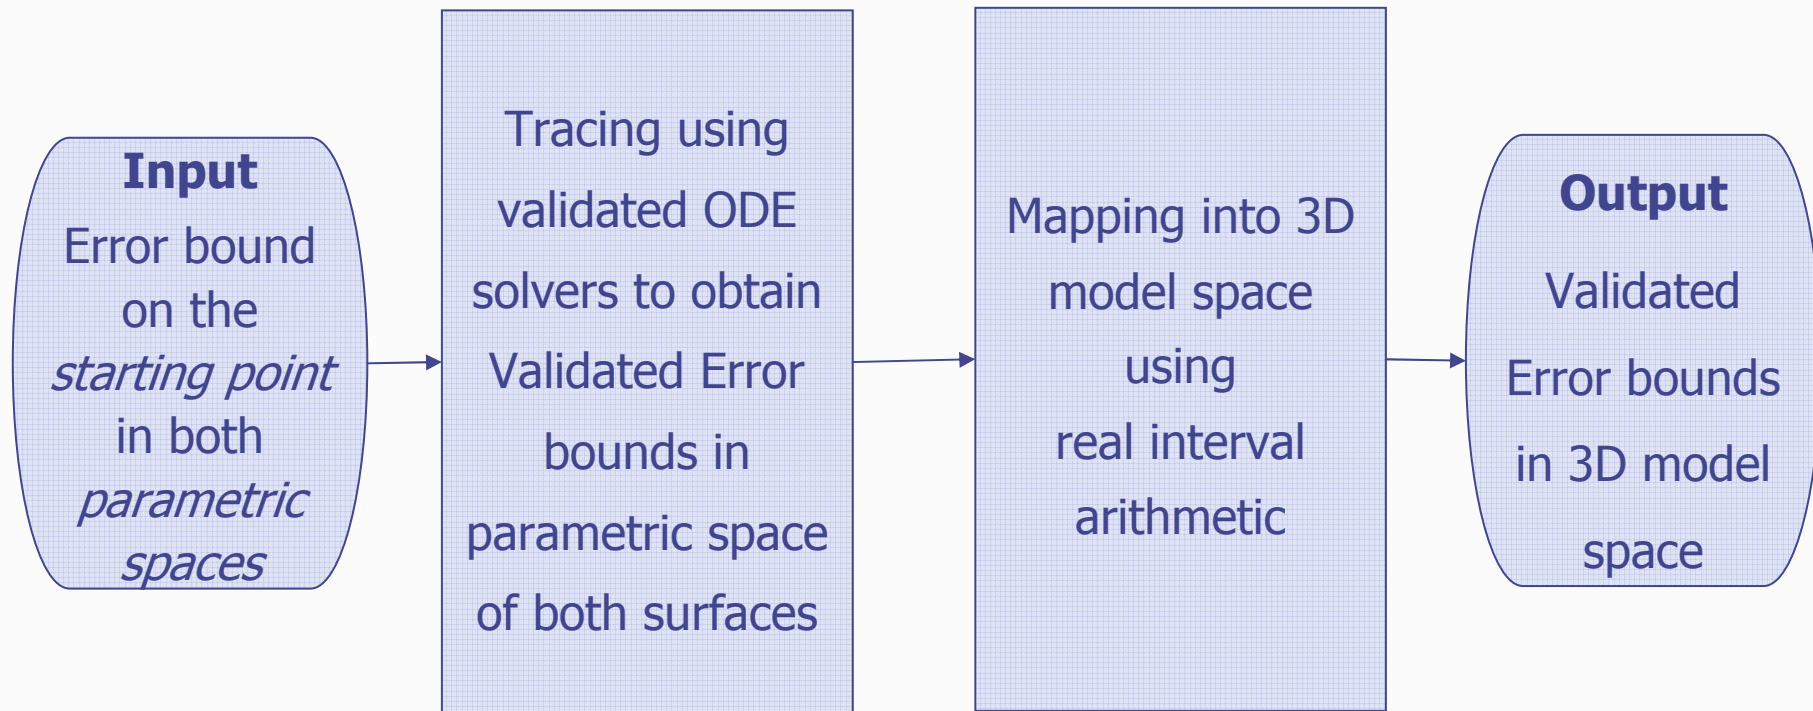 Input
Error bound
on the
starting point
in both
parametric
spaces
Tracing using
validated ODE
solvers to obtain
Validated Error
bounds in
parametric space
of both surfaces
Mapping into 3D
model space
using
real interval
arithmetic
Output
Validated
Error bounds
in 3D model
space